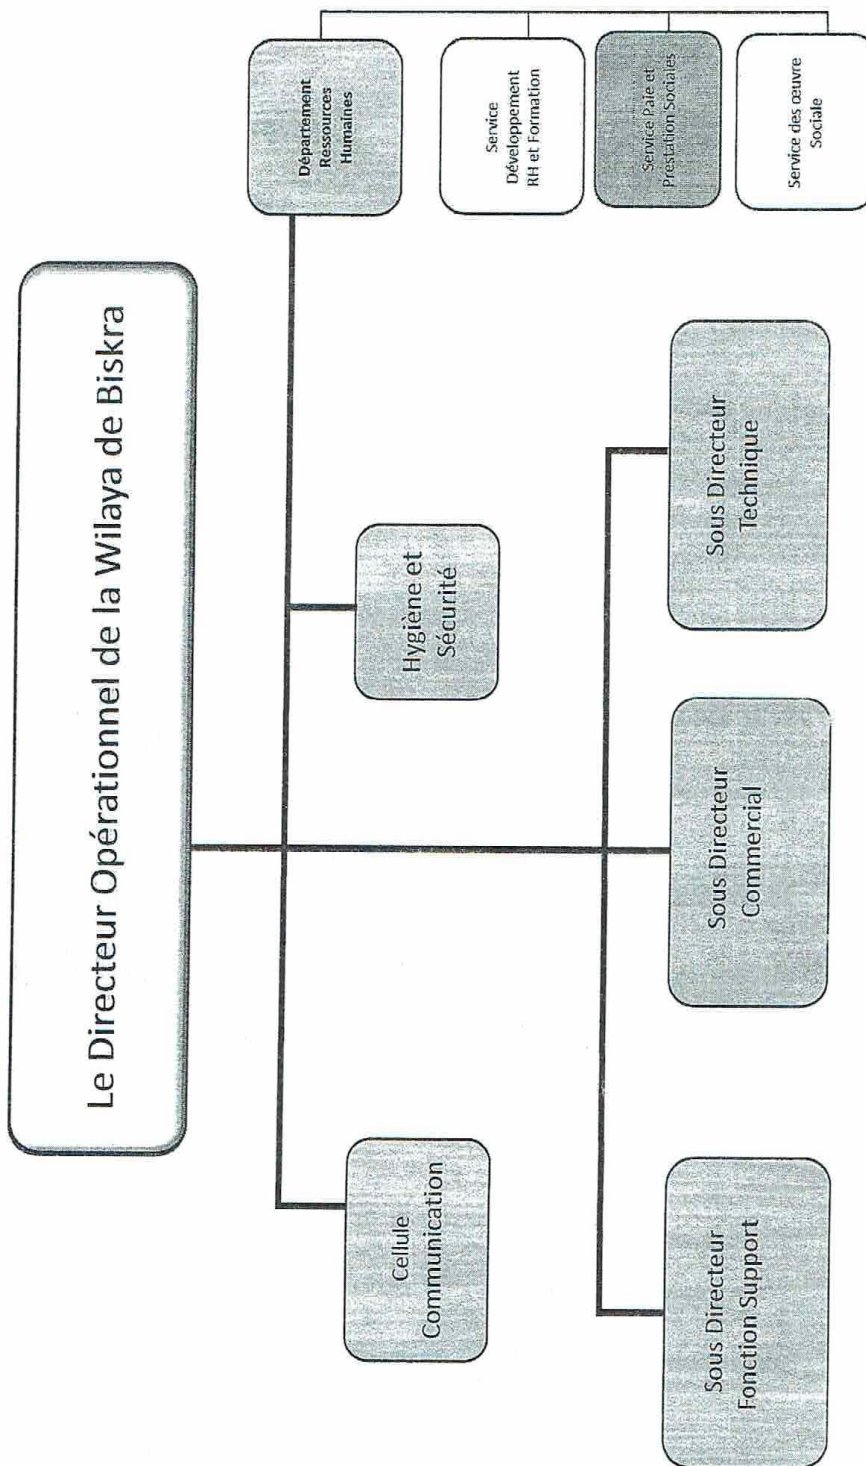 Le Directeur Opérationnel de la Wilaya de Biskra
Cellule
Communication
Hygiène et
Sécurité
Département
Ressources
Humaines
Service
Développement
RH et Formation
Service Paie et
Prestation Sociales
Service des œuvre
Sociale
Sous Directeur
Fonction Support
Sous Directeur
Commercial
Sous Directeur
Technique